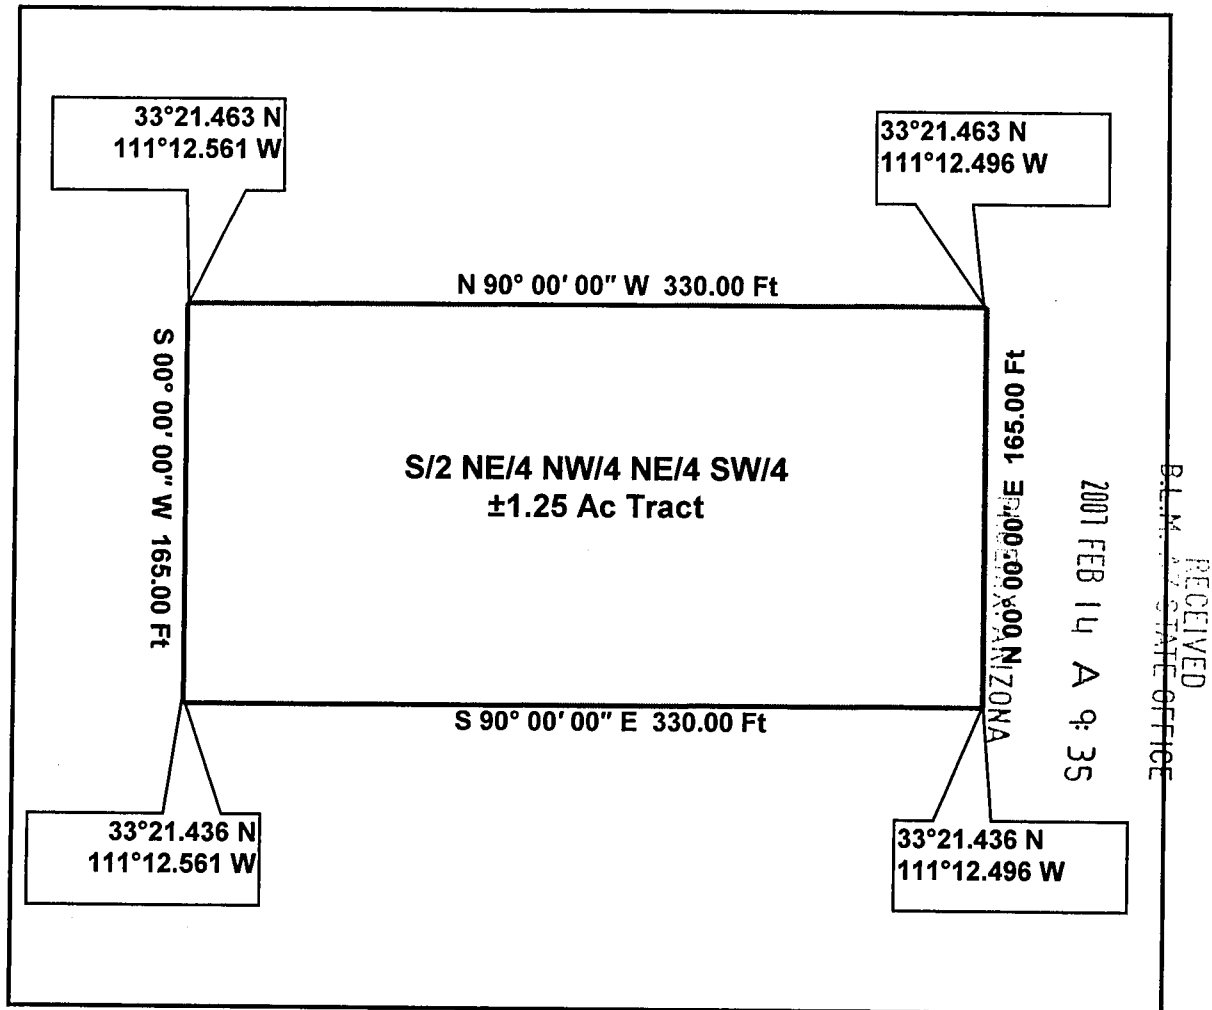 33°21.463 N
111°12.561 W
33°21.463 N
111°12.496 W
N 90° 00' 00" W 330.00 Ft
S 00° 00' 00" W 165.00 Ft
N 00° 00' 00" E 165.00 Ft
S/2 NE/4 NW/4 NE/4 SW/4
±1.25 Ac Tract
S 90° 00' 00" E 330.00 Ft
33°21.436 N
111°12.561 W
33°21.436 N
111°12.496 W
RECEIVED
B.L.M. AZ STATE OFFICE
2007 FEB 14 A 9:35
ARIZONA